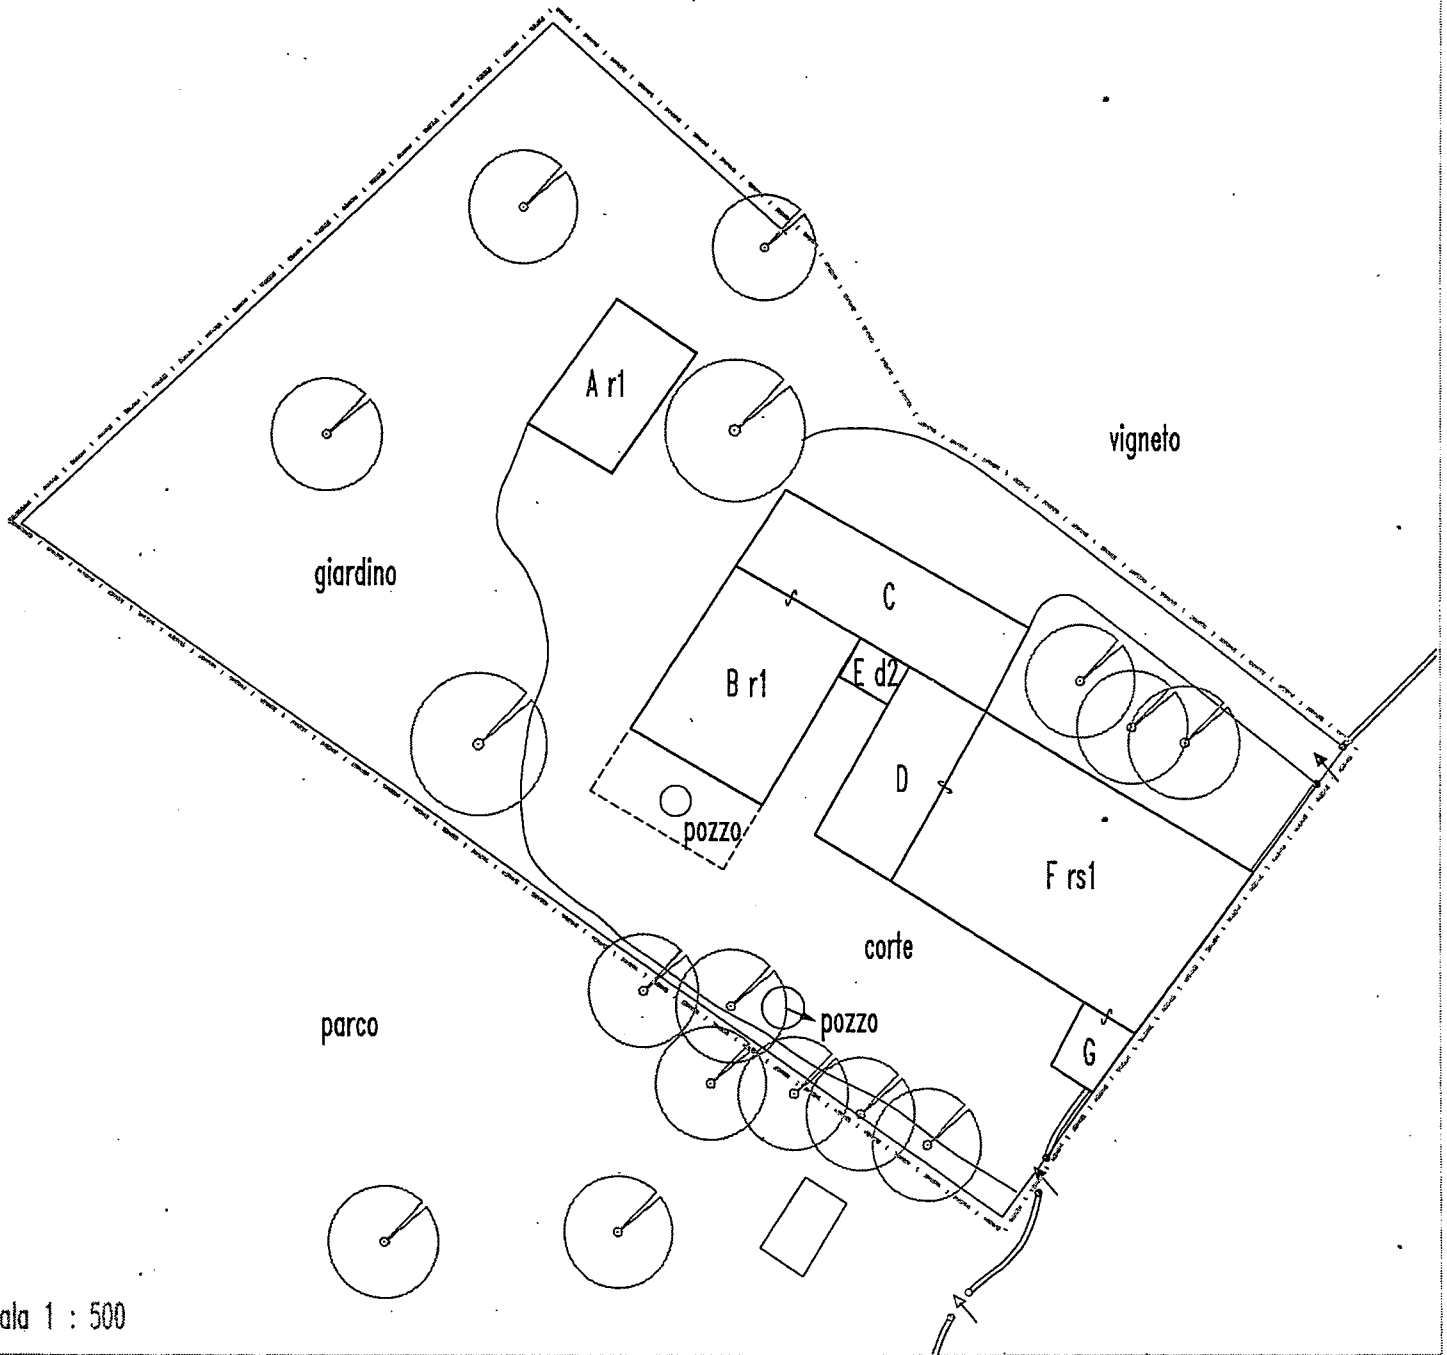 A r1
vigneto
giardino
C
E d2
B r1
D
pozzo
F rs1
corte
parco
pozzo
G
ala 1 : 500